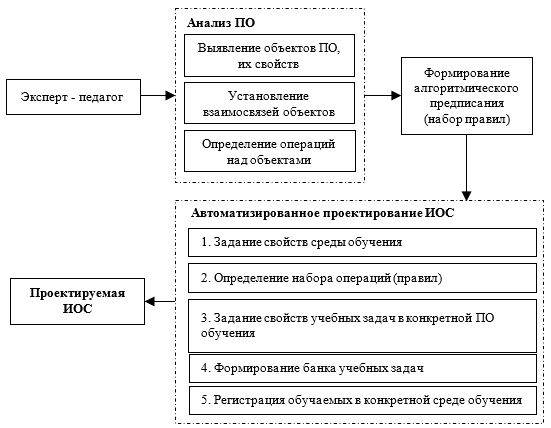 Анализ ПО
Выявление объектов ПО,
их свойств
Эксперт - педагог
Установление
взаимосвязей объектов
Определение операций
над объектами
Формирование
алгоритмического
предписания
(набор правил)
Автоматизированное проектирование ИОС
1. Задание свойств среды обучения
2. Определение набора операций (правил)
3. Задание свойств учебных задач в конкретной ПО
обучения
4. Формирование банка учебных задач
5. Регистрация обучаемых в конкретной среде обучения
Проектируемая
ИОС